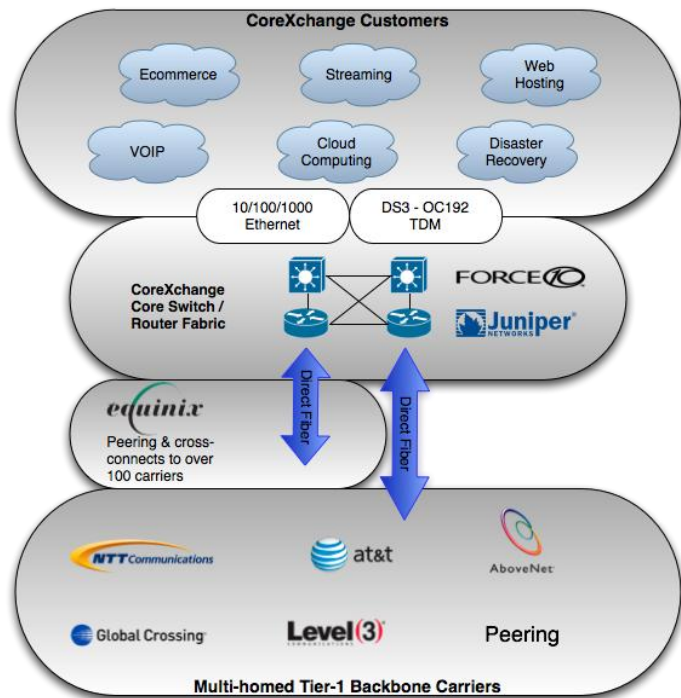 CoreXchange Customers
Ecommerce
Streaming
Web
Hosting
VOIP
Cloud
Computing
Disaster
Recovery
10/100/1000
Ethernet
DS3 - OC192
TDM
CoreXchange
Core Switch /
Router Fabric
FORCE10
Juniper
NETWORKS
Direct Fiber
Direct Fiber
equinix
Peering & cross-
connects to over
100 carriers
NTT Communications
at&t
AboveNet
Global Crossing
Level(3)
COMMUNICATIONS
Peering
Multi-homed Tier-1 Backbone Carriers